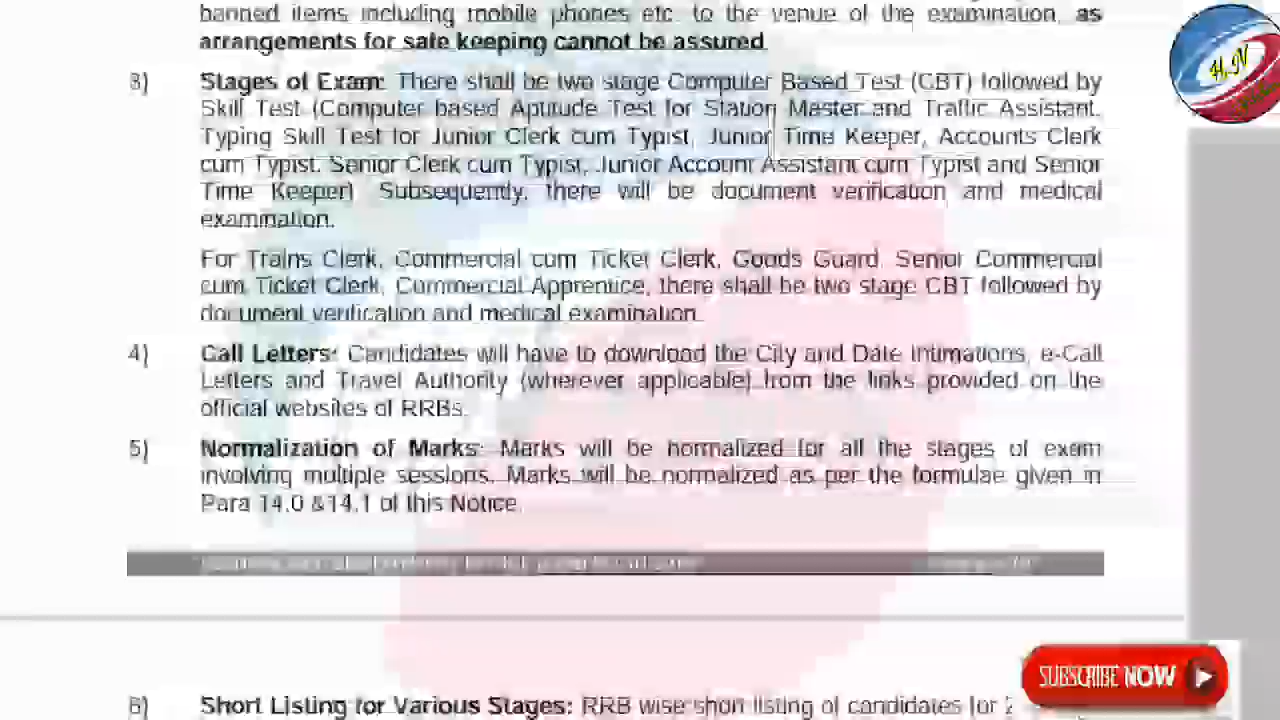 banned items including mobile phones etc. to the venue of the examination, as
arrangements for safe keeping cannot be assured.
3) Stages of Exam: There shall be two stage Computer Based Test (CBT) followed by
Skill Test (Computer based Aptitude Test for Station Master and Traffic Assistant.
Typing Skill Test for Junior Clerk cum Typist, Junior Time Keeper, Accounts Clerk
cum Typist. Senior Clerk cum Typist, Junior Account Assistant cum Typist and Senior
Time Keeper) Subsequently, there will be document verification and medical
examination.
For Trains Clerk, Commercial cum Ticket Clerk, Goods Guard, Senior Commercial
cum Ticket Clerk, Commercial Apprentice, there shall be two stage CBT followed by
document verification and medical examination.
4) Call Letters: Candidates will have to download the City and Date Intimations, e-Call
Letters and Travel Authority (wherever applicable) from the links provided on the
official websites of RRBs.
5) Normalization of Marks: Marks will be normalized for all the stages of exam
involving multiple sessions. Marks will be normalized as per the formulae given in
Para 14.0 &14.1 of this Notice.
6) Short Listing for Various Stages: RRB wise short listing of candidates for 2
H.N
SUBSCRIBE NOW